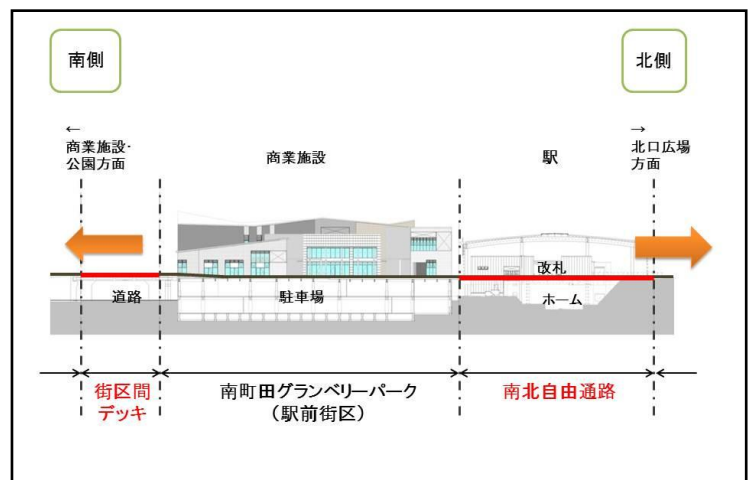 南側
北側
←
商業施設・
公園方面
商業施設
駅
→
北口広場
方面
改札
道路
駐車場
ホーム
街区間
デッキ
南町田グランベリーパーク
（駅前街区）
南北自由通路